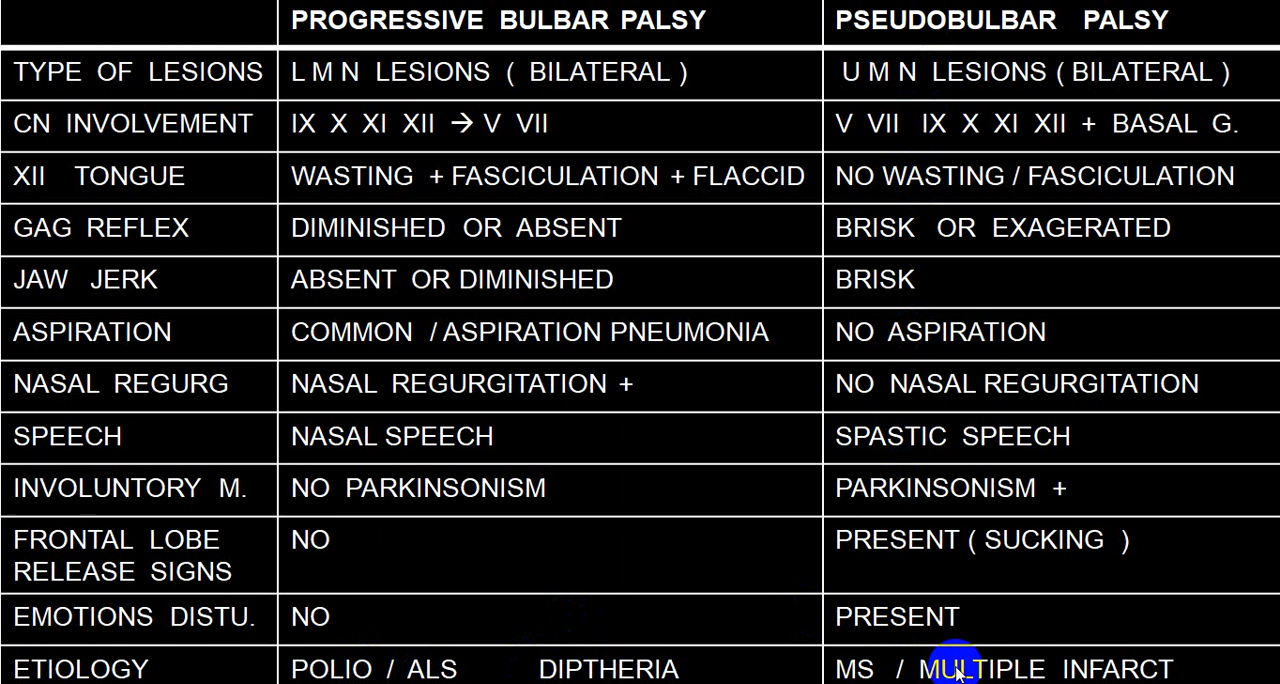 PROGRESSIVE BULBAR PALSY PSEUDOBULBAR PALSY
TYPE OF LESIONS L M N LESIONS ( BILATERAL ) U M N LESIONS ( BILATERAL )
CN INVOLVEMENT IX X XI XII → V VII V VII IX X XI XII + BASAL G.
XII TONGUE WASTING + FASCICULATION + FLACCID NO WASTING / FASCICULATION
GAG REFLEX DIMINISHED OR ABSENT BRISK OR EXAGERATED
JAW JERK ABSENT OR DIMINISHED BRISK
ASPIRATION COMMON / ASPIRATION PNEUMONIA NO ASPIRATION
NASAL REGURG NASAL REGURGITATION + NO NASAL REGURGITATION
SPEECH NASAL SPEECH SPASTIC SPEECH
INVOLUNTORY M. NO PARKINSONISM PARKINSONISM +
FRONTAL LOBE NO PRESENT ( SUCKING )
RELEASE SIGNS
EMOTIONS DISTU. NO PRESENT
ETIOLOGY POLIO / ALS DIPTHERIA MS / MULTIPLE INFARCT